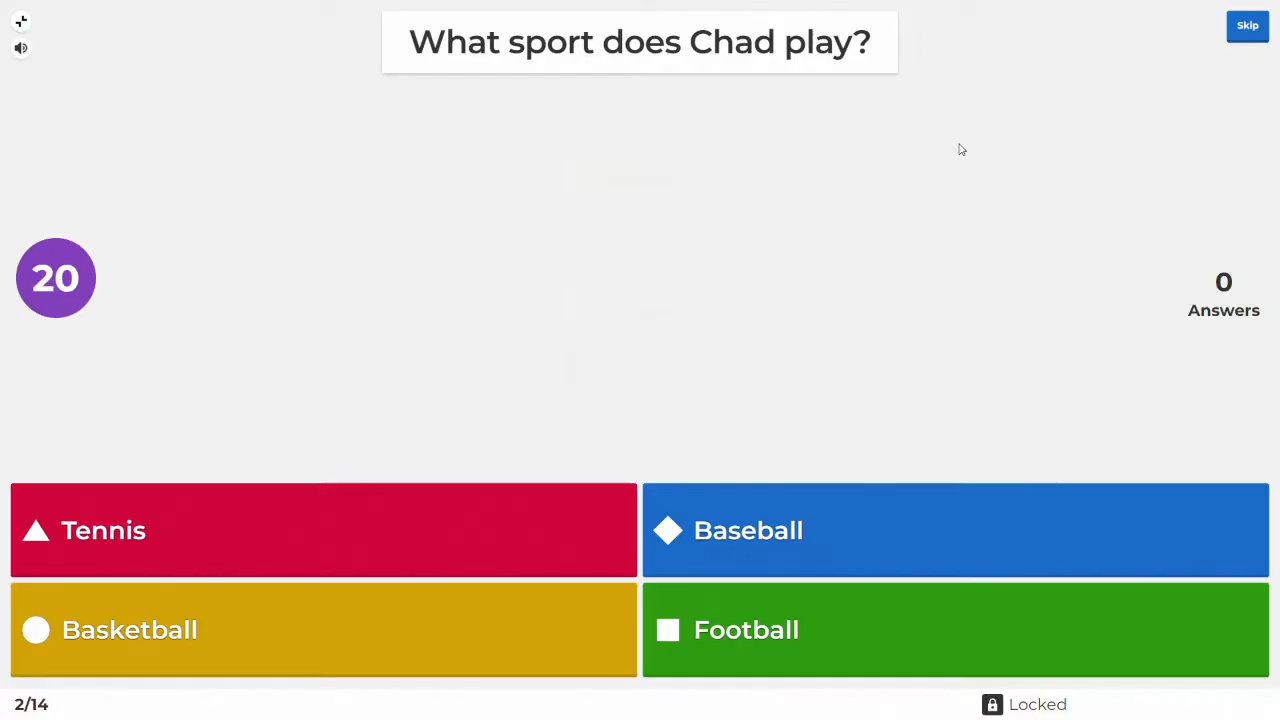 What sport does Chad play?
Skip
20
0
Answers
Tennis
Baseball
Basketball
Football
2/14
Locked